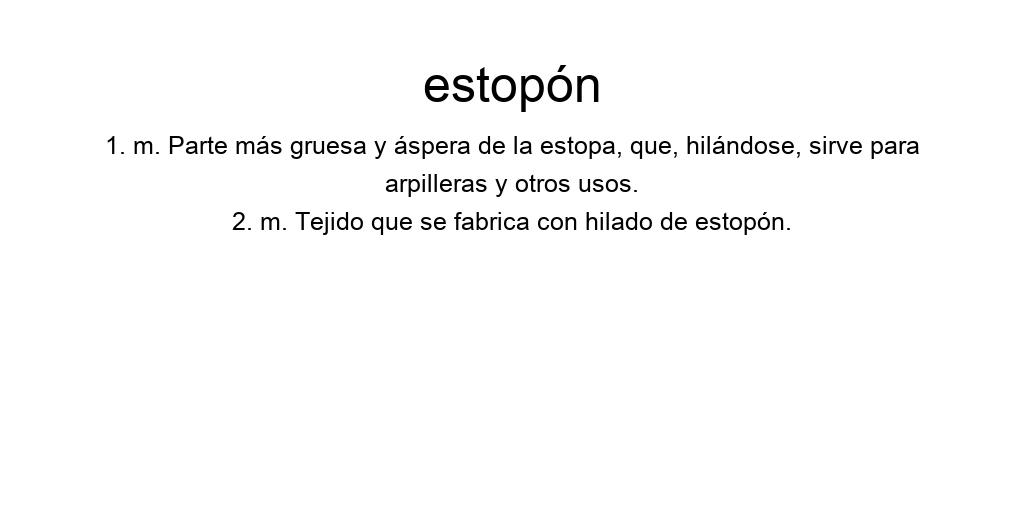 estopón
1. m. Parte más gruesa y áspera de la estopa, que, hilándose, sirve para
arpilleras y otros usos.
2. m. Tejido que se fabrica con hilado de estopón.